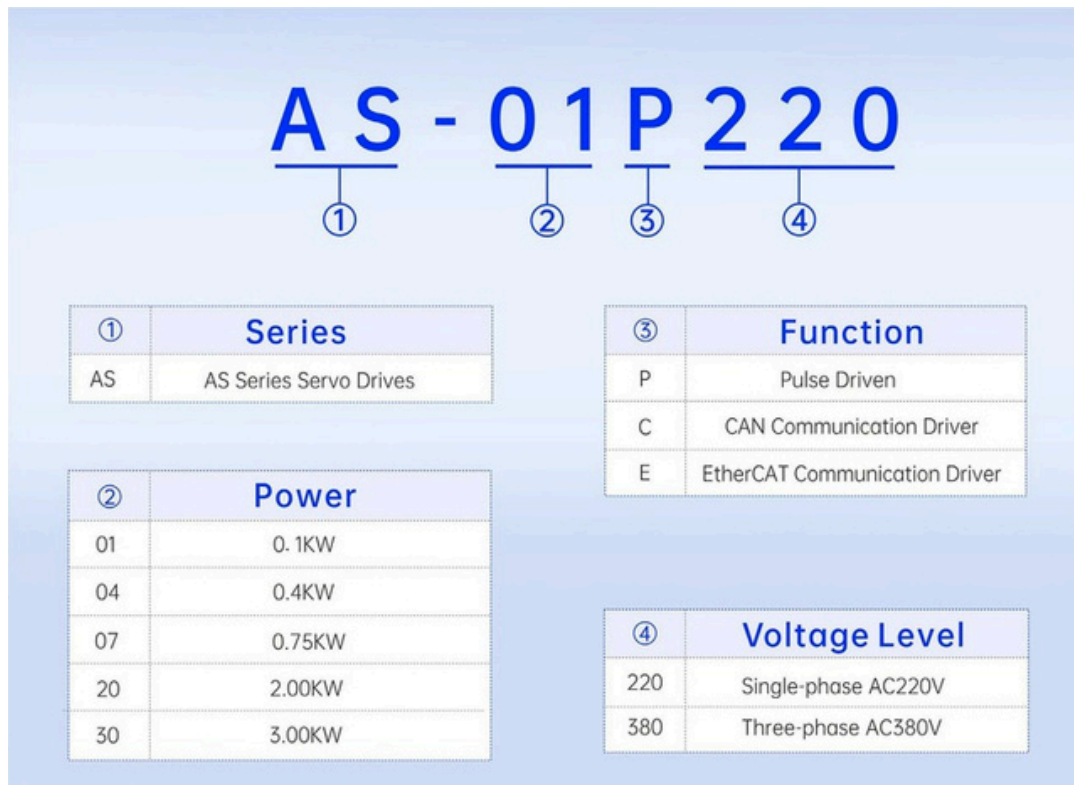 AS-01P220
① ② ③ ④
① Series
AS AS Series Servo Drives
② Power
01 0.1KW
04 0.4KW
07 0.75KW
20 2.00KW
30 3.00KW
③ Function
P Pulse Driven
C CAN Communication Driver
E EtherCAT Communication Driver
④ Voltage Level
220 Single-phase AC220V
380 Three-phase AC380V